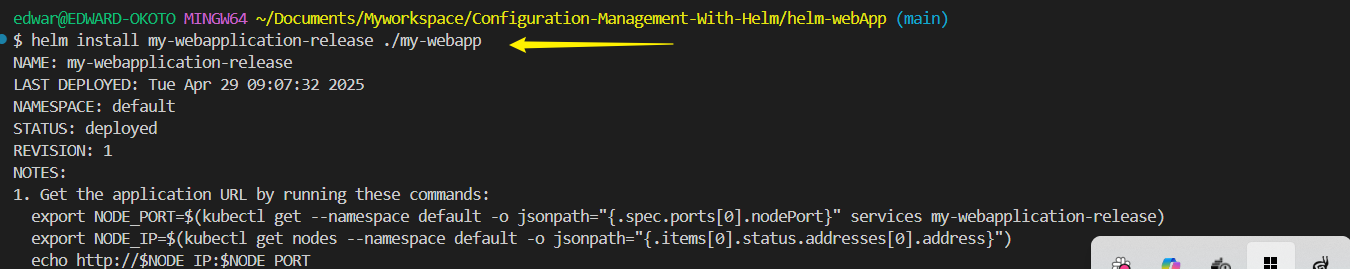 edwar@EDWARD-OKOTO MINGW64 ~/Documents/Myworkspace/Configuration-Management-With-Helm/helm-webApp (main)
$ helm install my-webapplication-release ./my-webapp
NAME: my-webapplication-release
LAST DEPLOYED: Tue Apr 29 09:07:32 2025
NAMESPACE: default
STATUS: deployed
REVISION: 1
NOTES:
1. Get the application URL by running these commands:
  export NODE_PORT=$(kubectl get --namespace default -o jsonpath="{.spec.ports[0].nodePort}" services my-webapplication-release)
  export NODE_IP=$(kubectl get nodes --namespace default -o jsonpath="{.items[0].status.addresses[0].address}")
  echo http://$NODE_IP:$NODE_PORT